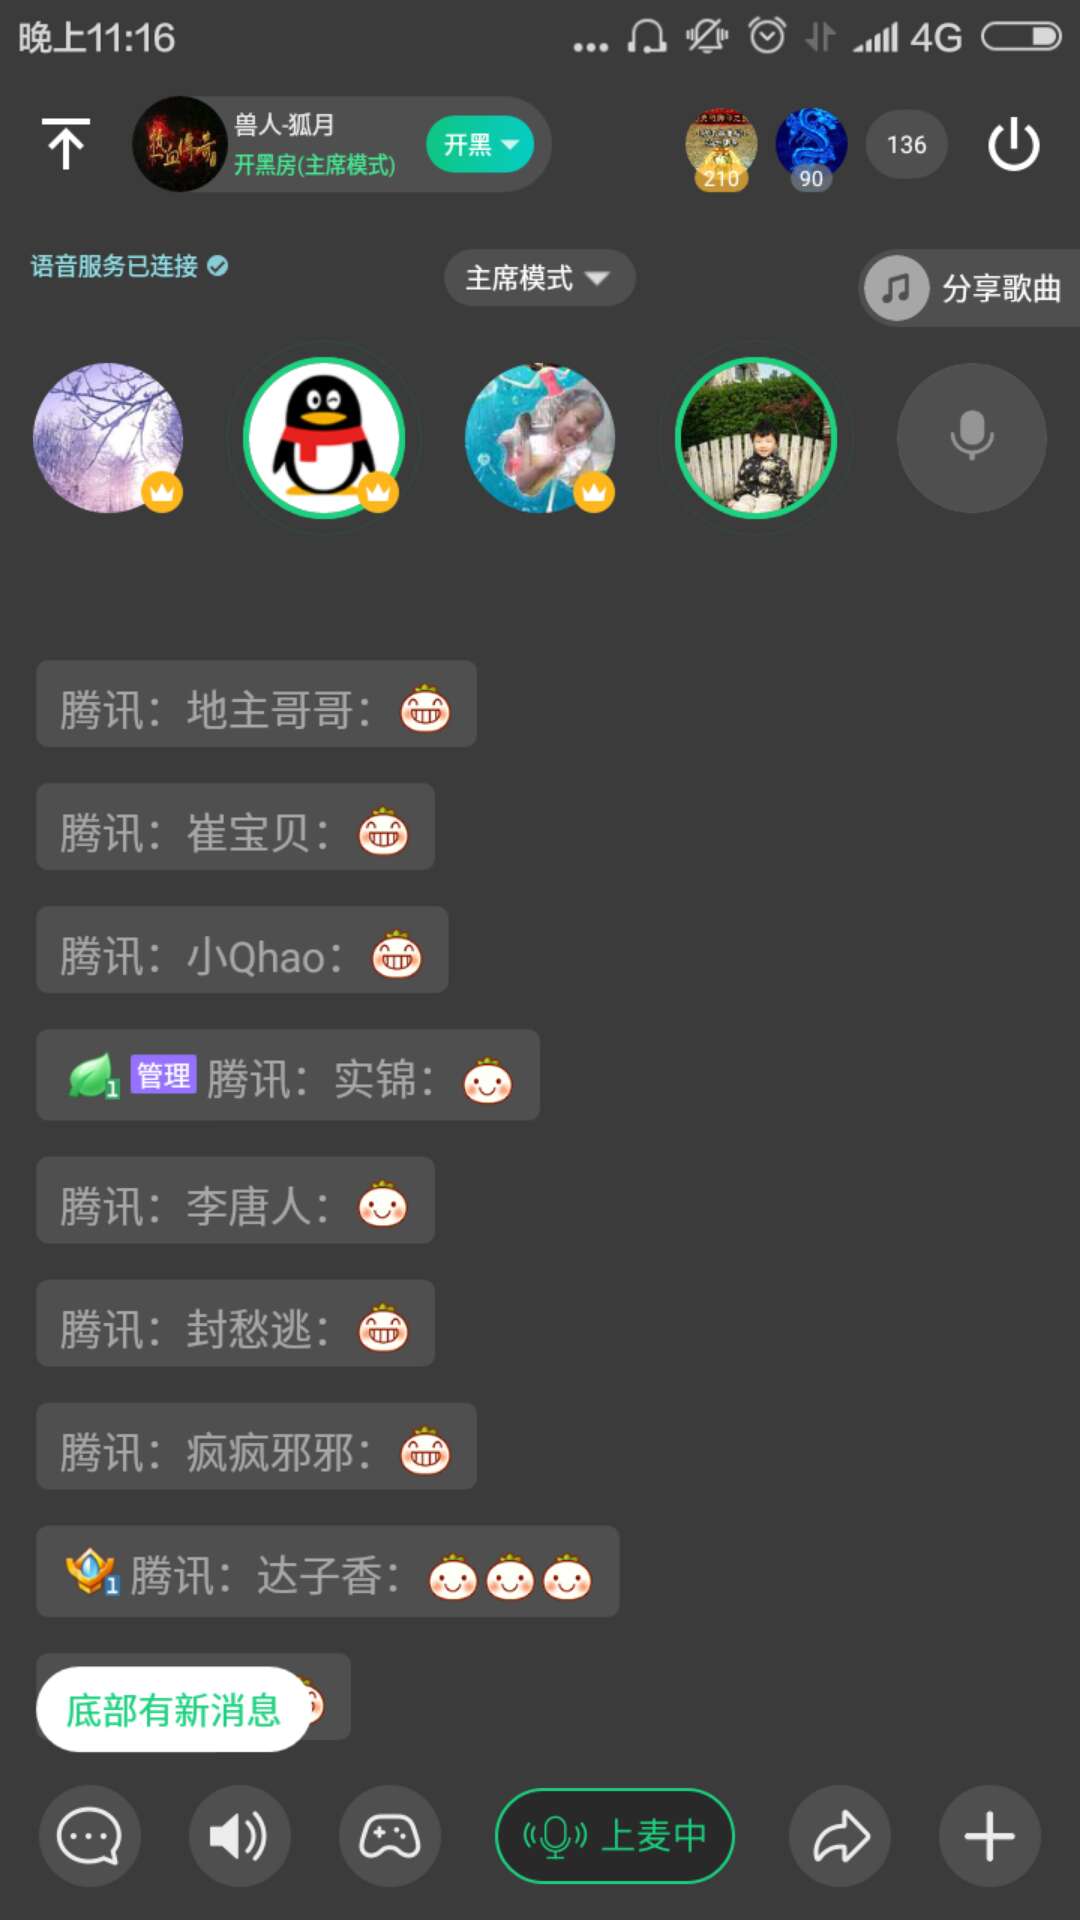 晚上11:16
4G
兽人-狐月
开黑房(主席模式)
开黑
210
90
136
热血传奇
语音服务已连接
主席模式
分享歌曲
腾讯：地主哥哥：
腾讯：崔宝贝：
腾讯：小Qhao：
1 管理 腾讯：实锦：
腾讯：李唐人：
腾讯：封愁逃：
腾讯：疯疯邪邪：
1 腾讯：达子香：
底部有新消息
上麦中